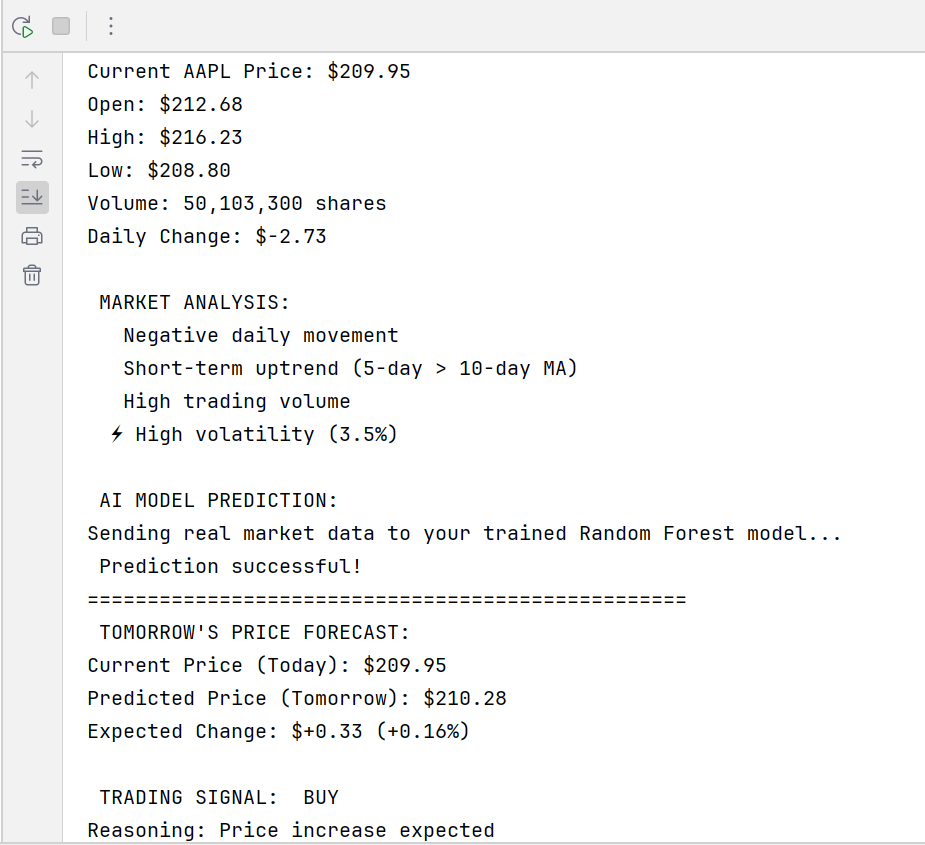 Current AAPL Price: $209.95
Open: $212.68
High: $216.23
Low: $208.80
Volume: 50,103,300 shares
Daily Change: $-2.73
MARKET ANALYSIS:
Negative daily movement
Short-term uptrend (5-day > 10-day MA)
High trading volume
⚡ High volatility (3.5%)
AI MODEL PREDICTION:
Sending real market data to your trained Random Forest model...
Prediction successful!
==================================================
TOMORROW'S PRICE FORECAST:
Current Price (Today): $209.95
Predicted Price (Tomorrow): $210.28
Expected Change: $+0.33 (+0.16%)
TRADING SIGNAL:  BUY
Reasoning: Price increase expected